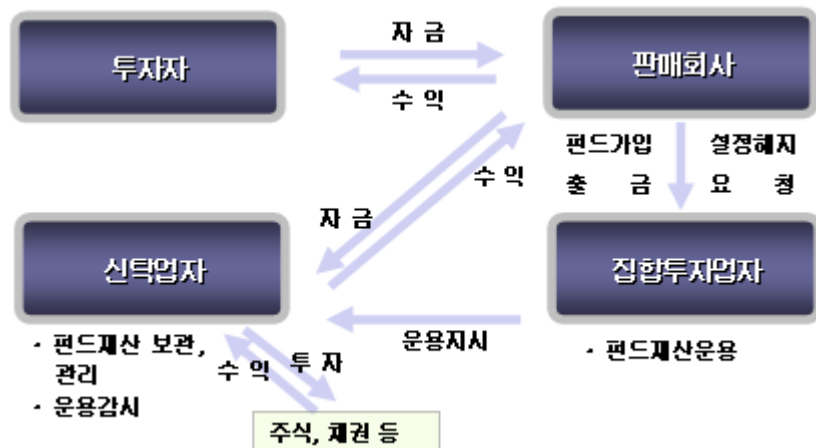 자 금
투자자
판매회사
수 익
펀드가입 설정해지
출 금 요 청
수 익
자 금
신탁업자
집합투자업자
운용지시
· 펀드재산 보관,
관리
· 운용감시
수 익
투 자
· 펀드재산운용
주식, 채권 등